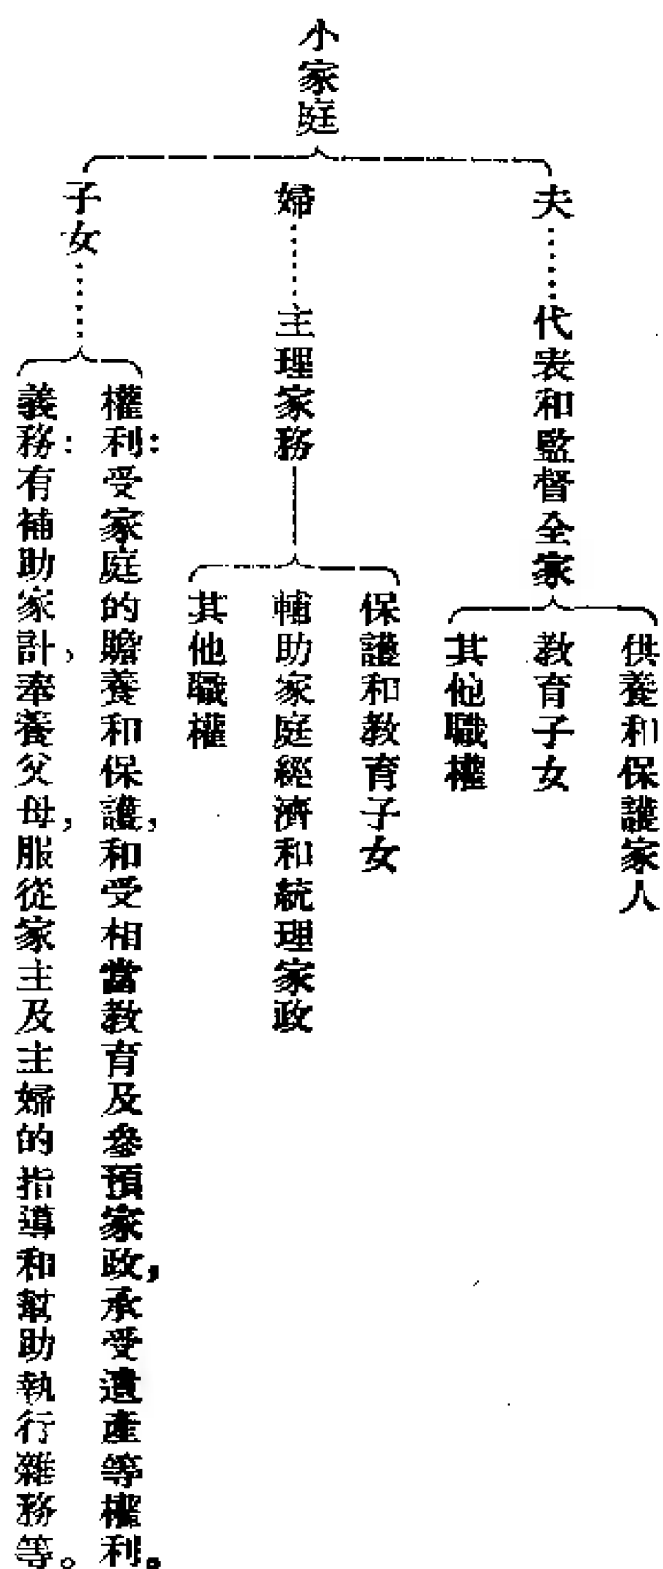 小家庭
夫……代表和監督全家
供養和保護家人
教育子女
其他職權
婦……主理家務
保護和教育子女
輔助家庭經濟和統理家政
其他職權
子女……
權利：受家庭的贍養和保護，和受相當教育及參預家政，承受遺產等權利。
義務：有補助家計，奉養父母，服從家主及主婦的指導和幫助執行雜務等。